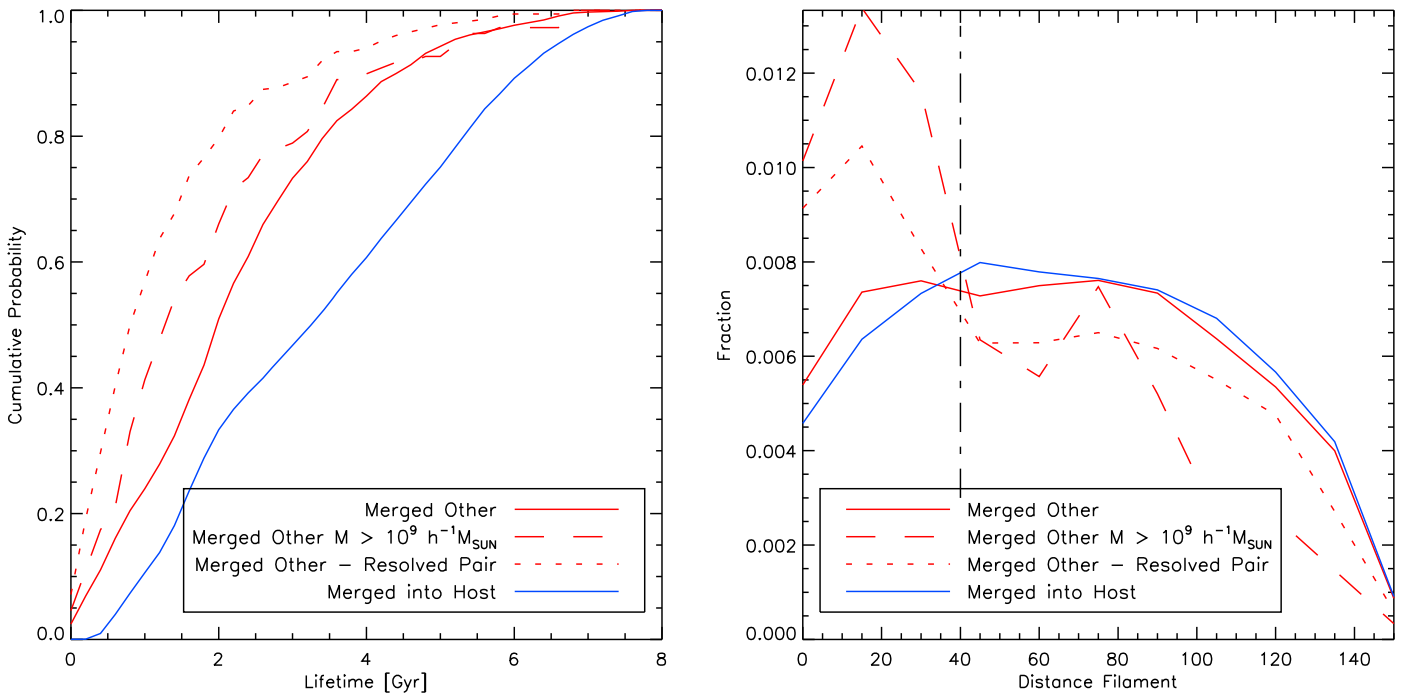 1.0
0.8
0.6
0.4
0.2
0.0
Cumulative Probability
0 2 4 6 8
Lifetime [Gyr]
Merged Other
Merged Other M > 10⁹ h⁻¹M_SUN
Merged Other – Resolved Pair
Merged into Host
0.012
0.010
0.008
0.006
0.004
0.002
0.000
Fraction
0 20 40 60 80 100 120 140
Distance Filament
Merged Other
Merged Other M > 10⁹ h⁻¹M_SUN
Merged Other – Resolved Pair
Merged into Host